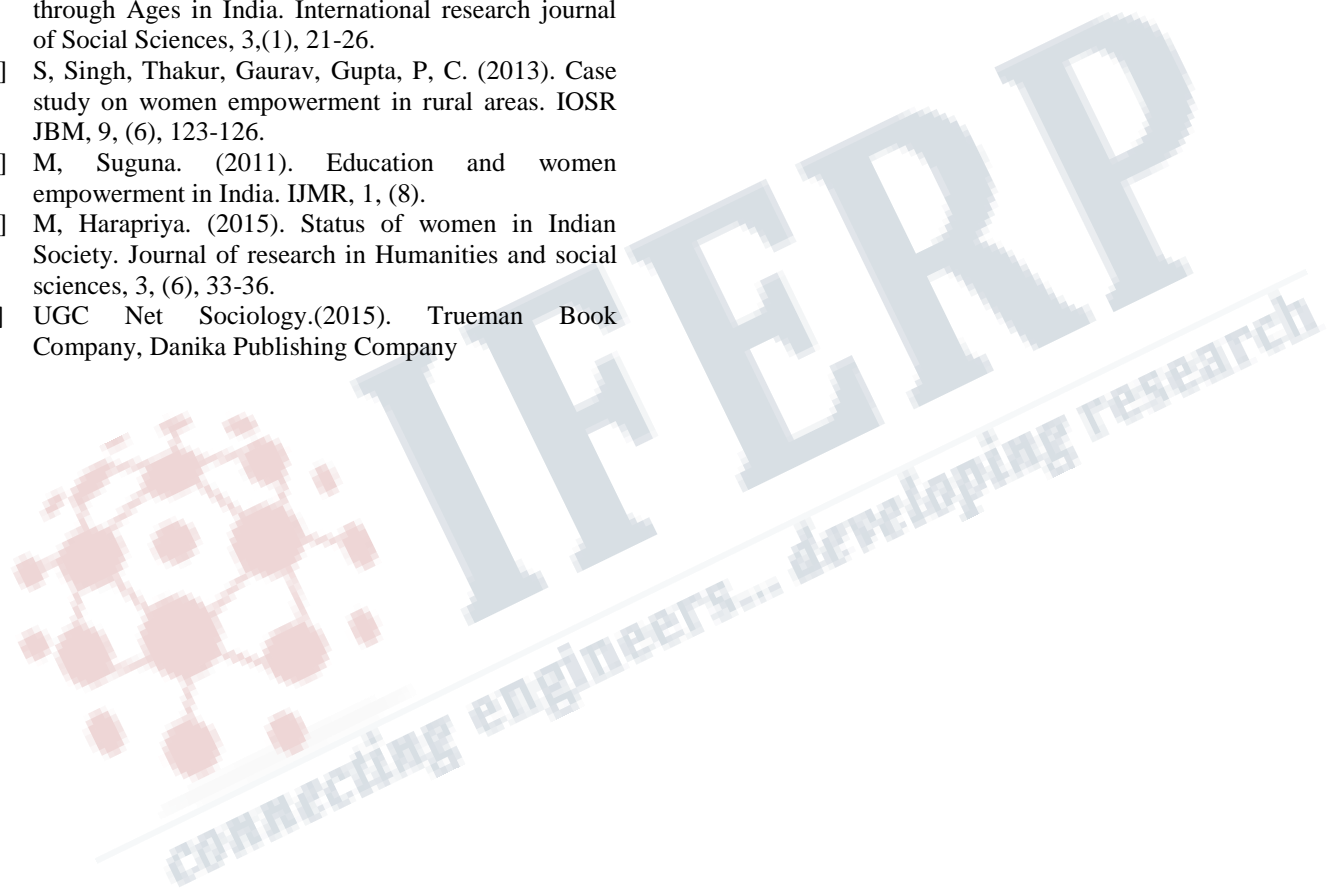 through Ages in India. International research journal
of Social Sciences, 3,(1), 21-26.
] S, Singh, Thakur, Gaurav, Gupta, P, C. (2013). Case
study on women empowerment in rural areas. IOSR
JBM, 9, (6), 123-126.
] M, Suguna. (2011). Education and women
empowerment in India. IJMR, 1, (8).
] M, Harapriya. (2015). Status of women in Indian
Society. Journal of research in Humanities and social
sciences, 3, (6), 33-36.
] UGC Net Sociology.(2015). Trueman Book
Company, Danika Publishing Company
IFERP
connecting engineers... developing research